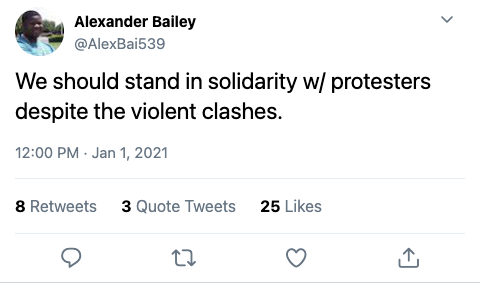 Alexander Bailey
@AlexBai539
We should stand in solidarity w/ protesters
despite the violent clashes.
12:00 PM · Jan 1, 2021
8 Retweets 3 Quote Tweets 25 Likes